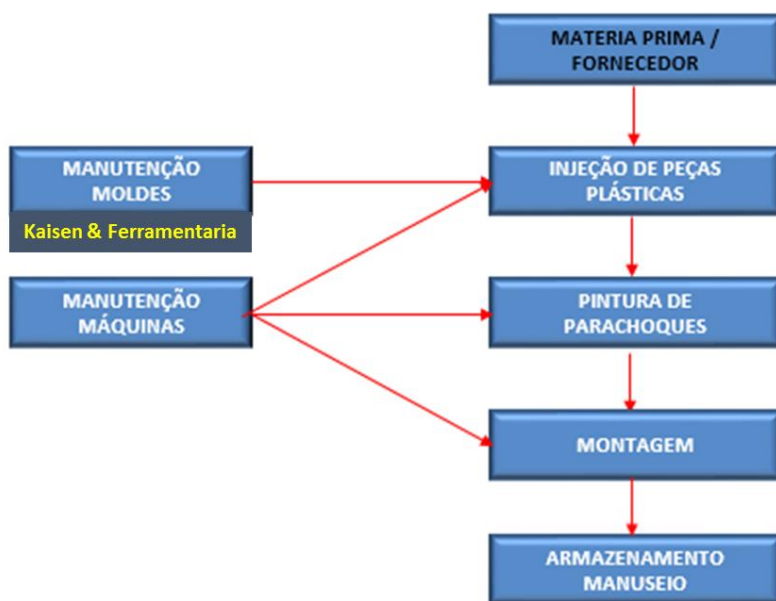 MATERIA PRIMA /
FORNECEDOR
MANUTENÇÃO
MOLDES
Kaisen & Ferramentaria
INJEÇÃO DE PEÇAS
PLÁSTICAS
MANUTENÇÃO
MÁQUINAS
PINTURA DE
PARACHOQUES
MONTAGEM
ARMAZENAMENTO
MANUSEIO